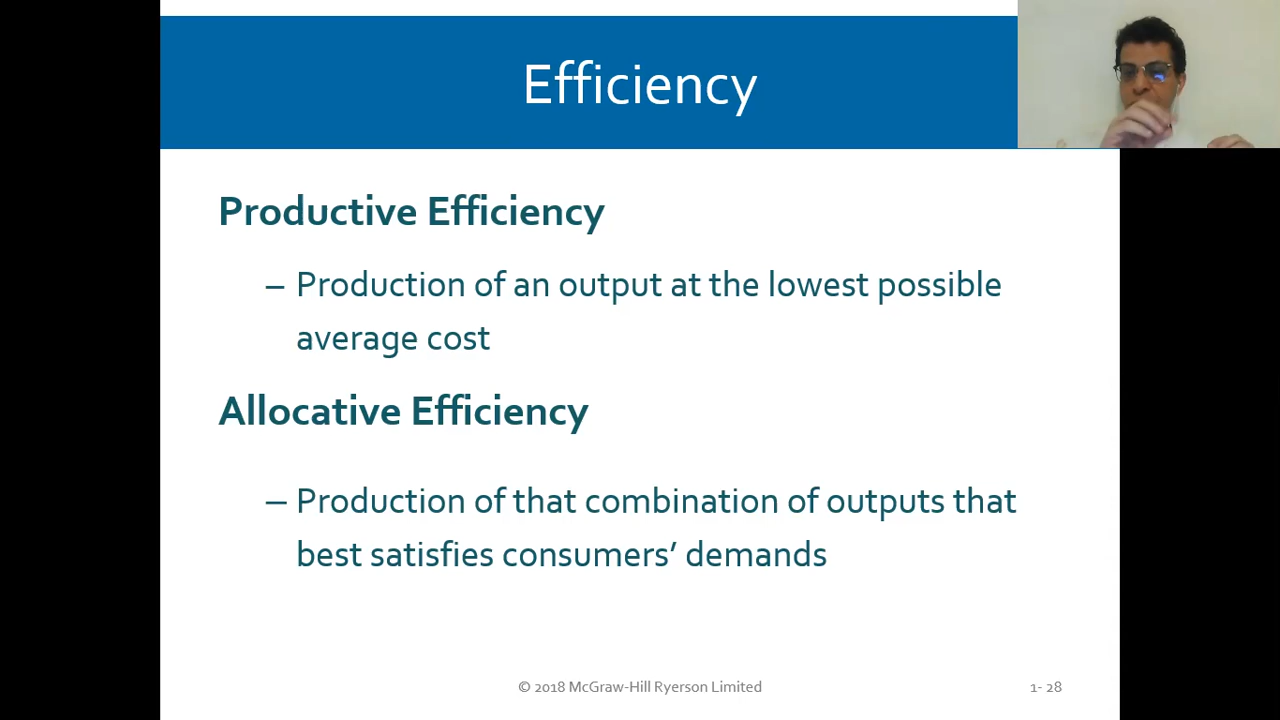 Efficiency
Productive Efficiency
– Production of an output at the lowest possible
average cost
Allocative Efficiency
– Production of that combination of outputs that
best satisfies consumers’ demands
© 2018 McGraw-Hill Ryerson Limited
1- 28